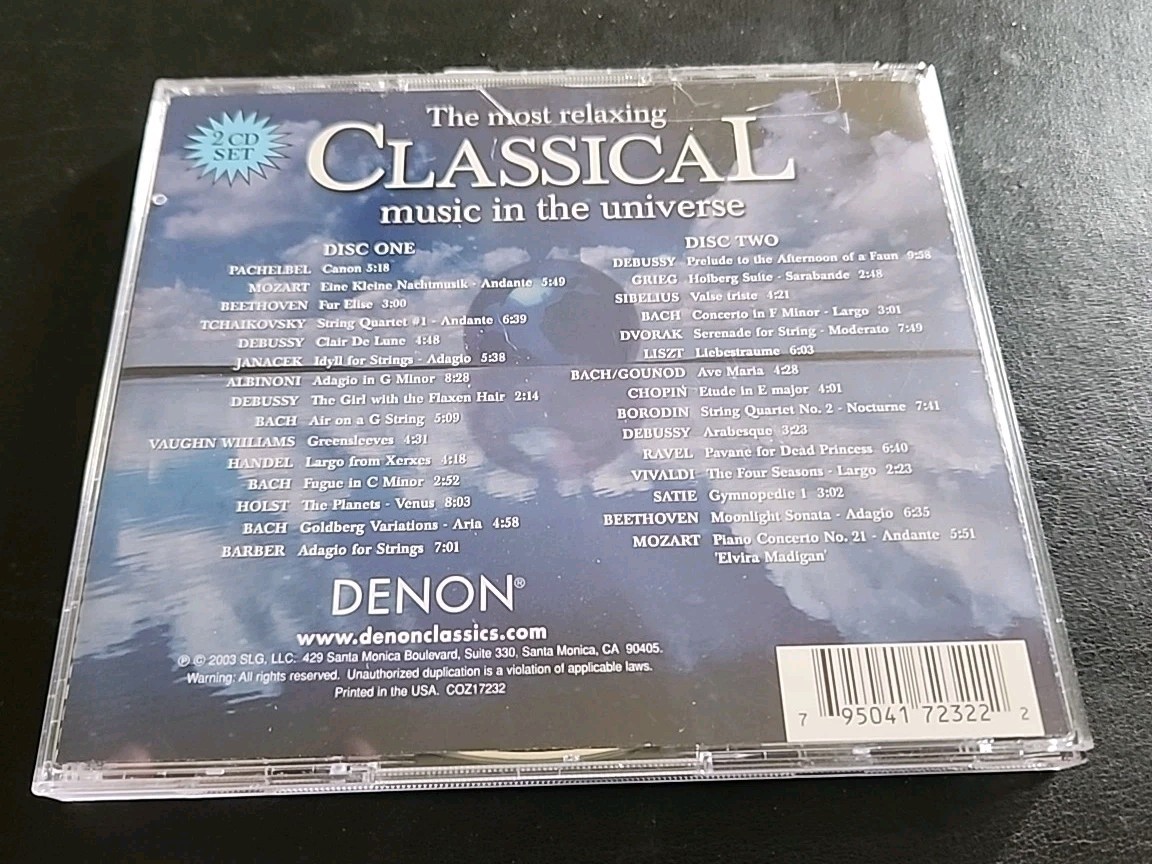 2 CD
SET
The most relaxing
CLASSICAL
music in the universe
DISC ONE
PACHELBEL Canon 5:18
MOZART Eine Kleine Nachtmusik - Andante 5:49
BEETHOVEN Fur Elise 3:00
TCHAIKOVSKY String Quartet #1 - Andante 6:39
DEBUSSY Clair De Lune 4:48
JANACEK Idyll for Strings - Adagio 5:38
ALBINONI Adagio in G Minor 8:28
DEBUSSY The Girl with the Flaxen Hair 2:14
BACH Air on a G String 5:09
VAUGHN WILLIAMS Greensleeves 4:31
HANDEL Largo from Xerxes 4:18
BACH Fugue in C Minor 2:52
HOLST The Planets - Venus 8:03
BACH Goldberg Variations - Aria 4:58
BARBER Adagio for Strings 7:01
DISC TWO
DEBUSSY Prelude to the Afternoon of a Faun 9:58
GRIEG Holberg Suite - Sarabande 2:48
SIBELIUS Valse triste 4:21
BACH Concerto in F Minor - Largo 3:01
DVORAK Serenade for String - Moderato 7:49
LISZT Liebestraume 6:03
BACH/GOUNOD Ave Maria 4:28
CHOPIN Etude in E major 4:01
BORODIN String Quartet No. 2 - Nocturne 7:41
DEBUSSY Arabesque 3:23
RAVEL Pavane for Dead Princess 6:40
VIVALDI The Four Seasons - Largo 2:23
SATIE Gymnopedie 1 3:02
BEETHOVEN Moonlight Sonata - Adagio 6:35
MOZART Piano Concerto No. 21 - Andante 5:51
'Elvira Madigan'
DENON®
www.denonclassics.com
℗ © 2003 SLG, LLC. 429 Santa Monica Boulevard, Suite 330, Santa Monica, CA 90405.
Warning: All rights reserved. Unauthorized duplication is a violation of applicable laws.
Printed in the USA. COZ17232
7 95041 72322 2